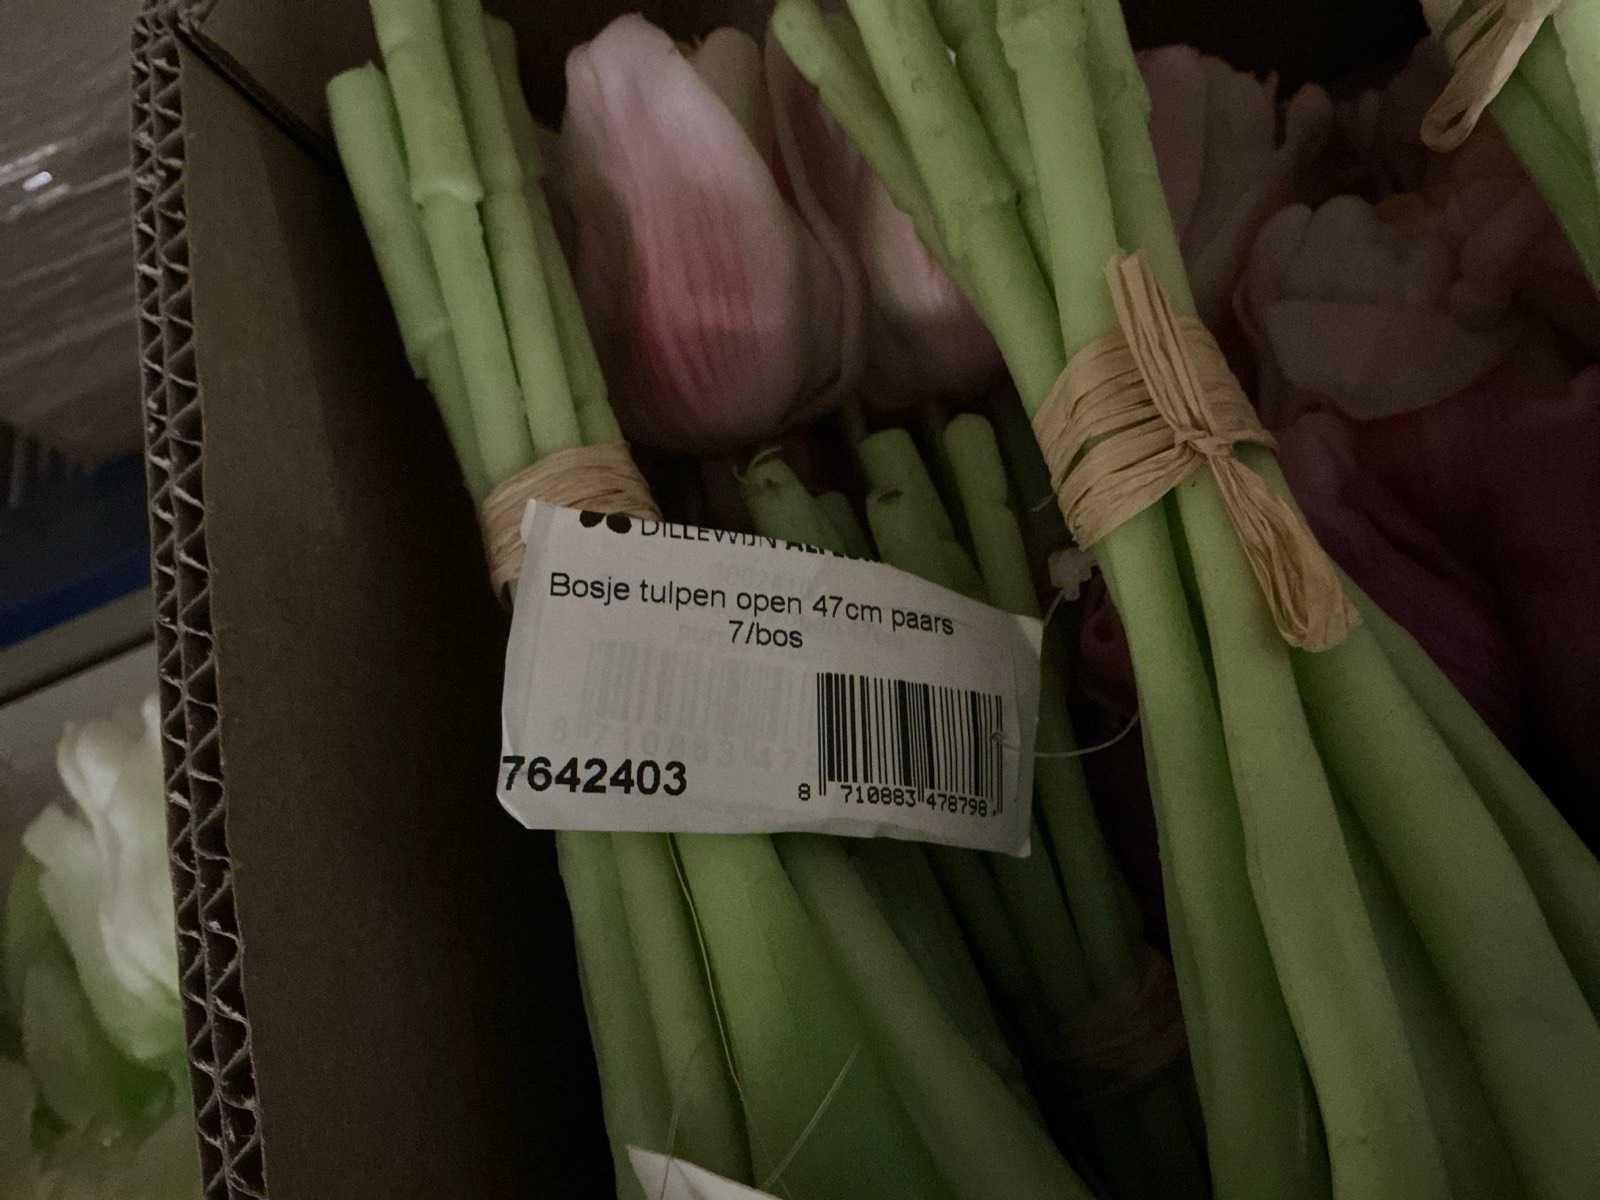 DILLEWIJN
Bosje tulpen open 47cm paars
7/bos
7642403
8 710883 478798